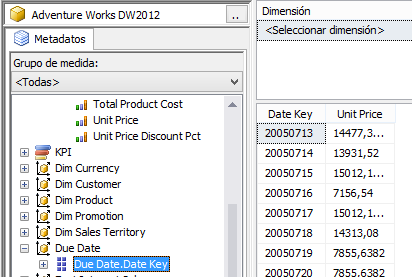 Adventure Works DW2012
..
Metadatos
Grupo de medida:
<Todas>
Total Product Cost
Unit Price
Unit Price Discount Pct
KPI
Dim Currency
Dim Customer
Dim Product
Dim Promotion
Dim Sales Territory
Due Date
Due Date.Date Key
Dimensión
<Seleccionar dimensión>
Date Key Unit Price
20050713 14477,3...
20050714 13931,52
20050715 15012,1...
20050716 7156,54
20050717 15012,1...
20050718 14313,08
20050719 7855,6382
20050720 7855,6382